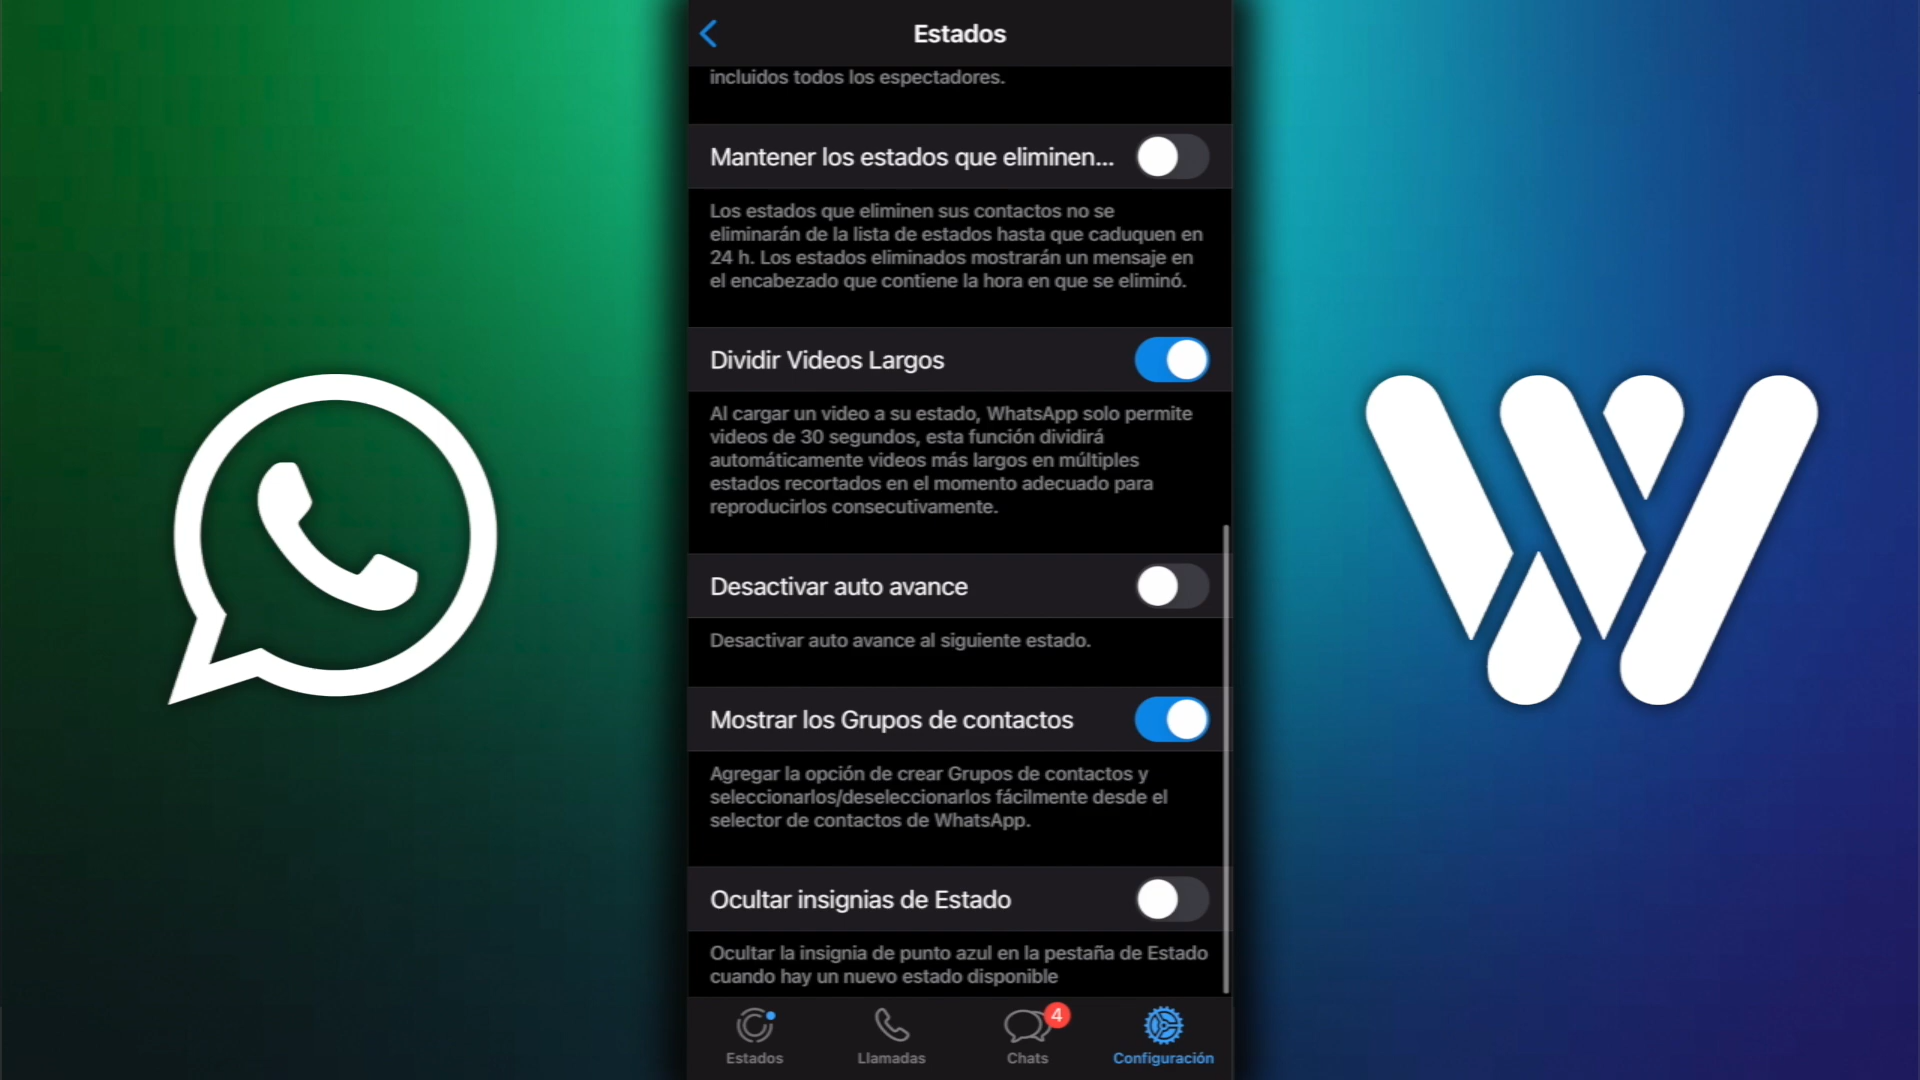 Estados
incluidos todos los espectadores.
Mantener los estados que eliminen...
Los estados que eliminen sus contactos no se
eliminarán de la lista de estados hasta que caduquen en
24 h. Los estados eliminados mostrarán un mensaje en
el encabezado que contiene la hora en que se eliminó.
Dividir Videos Largos
Al cargar un video a su estado, WhatsApp solo permite
videos de 30 segundos, esta función dividirá
automáticamente videos más largos en múltiples
estados recortados en el momento adecuado para
reproducirlos consecutivamente.
Desactivar auto avance
Desactivar auto avance al siguiente estado.
Mostrar los Grupos de contactos
Agregar la opción de crear Grupos de contactos y
seleccionarlos/deseleccionarlos fácilmente desde el
selector de contactos de WhatsApp.
Ocultar insignias de Estado
Ocultar la insignia de punto azul en la pestaña de Estado
cuando hay un nuevo estado disponible
4
Estados Llamadas Chats Configuración